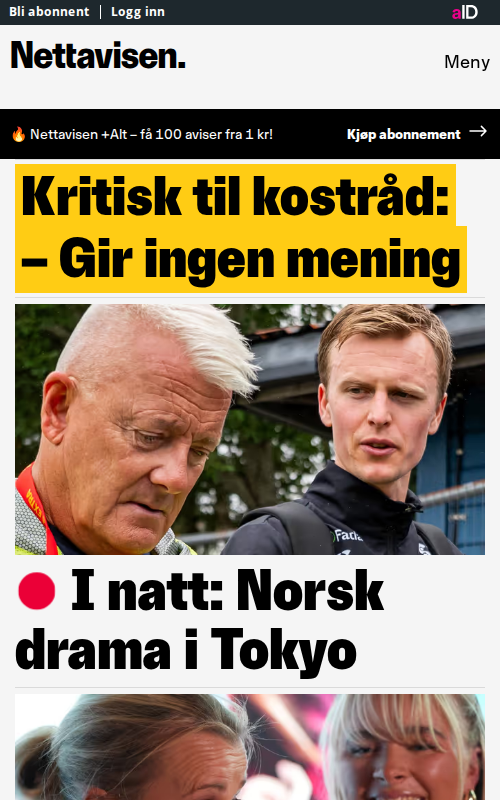 Bli abonnent
Logg inn
aID
Nettavisen.
Meny
🔥 Nettavisen +Alt – få 100 aviser fra 1 kr!
Kjøp abonnement →
Kritisk til kostråd:
– Gir ingen mening
I natt: Norsk
drama i Tokyo